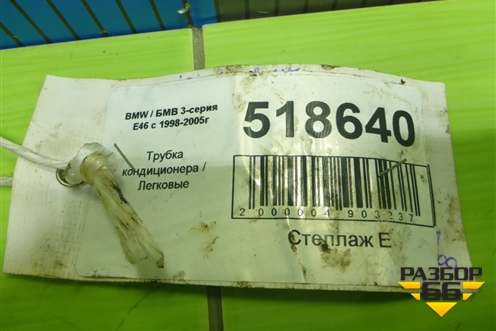 BMW / БМВ 3-серия
E46 с 1998-2005г
Трубка
кондиционера /
Легковые
518640
2000004903237
Стеллаж Е
РАЗБОР
66